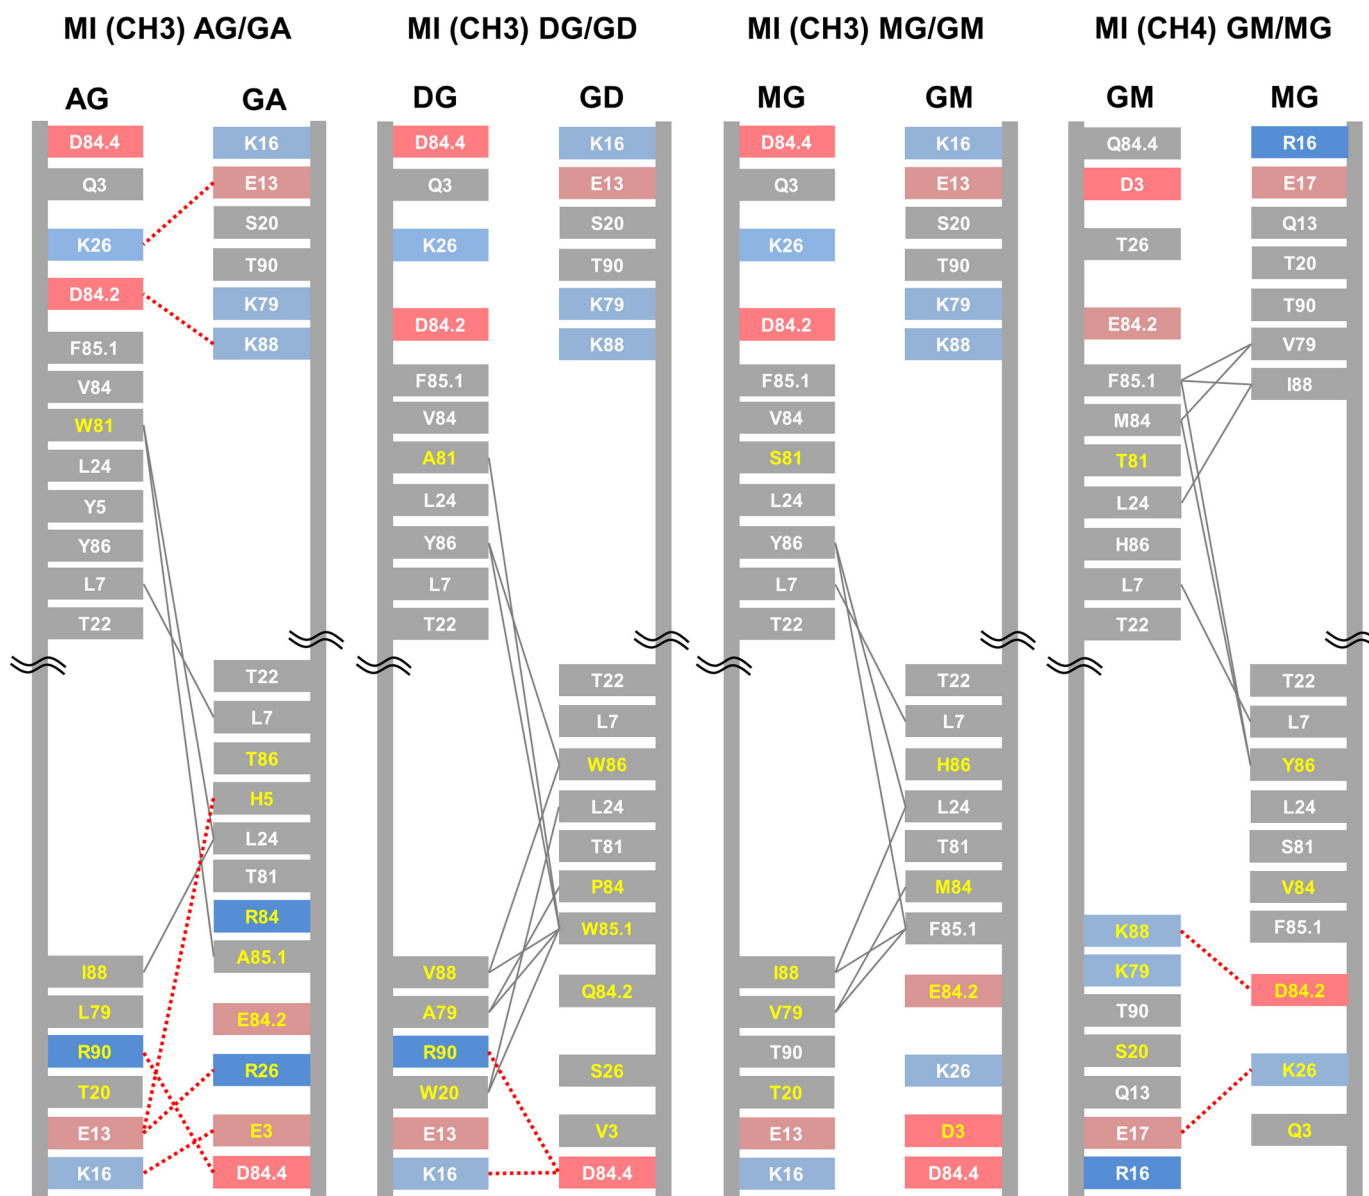 MI (CH3) AG/GA
MI (CH3) DG/GD
MI (CH3) MG/GM
MI (CH4) GM/MG
AG
GA
D84.4
Q3
K26
D84.2
F85.1
V84
W81
L24
Y5
Y86
L7
T22
I88
L79
R90
T20
E13
K16
K16
E13
S20
T90
K79
K88
T22
L7
T86
H5
L24
T81
R84
A85.1
E84.2
R26
E3
D84.4
DG
GD
D84.4
Q3
K26
D84.2
F85.1
V84
A81
L24
Y86
L7
T22
V88
A79
R90
W20
E13
K16
K16
E13
S20
T90
K79
K88
T22
L7
W86
L24
T81
P84
W85.1
Q84.2
S26
V3
D84.4
MG
GM
D84.4
Q3
K26
D84.2
F85.1
V84
S81
L24
Y86
L7
T22
I88
V79
T90
T20
E13
K16
K16
E13
S20
T90
K79
K88
T22
L7
H86
L24
T81
M84
F85.1
E84.2
K26
D3
D84.4
GM
MG
Q84.4
D3
T26
E84.2
F85.1
M84
T81
L24
H86
L7
T22
K88
K79
T90
S20
Q13
E17
R16
R16
E17
Q13
T20
T90
V79
I88
T22
L7
Y86
L24
S81
V84
F85.1
D84.2
K26
Q3